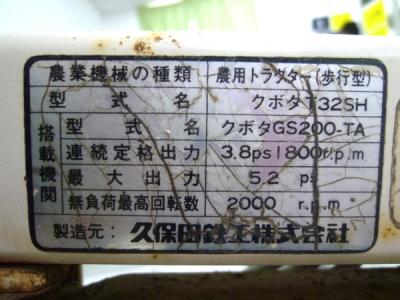 農業機械の種類 農用トラクター(歩行型)
型式名 クボタT32SH
搭載機関
型式名 クボタGS200-TA
連続定格出力 3.8ps1800r.p.m
最大出力 5.2 ps
無負荷最高回転数 2000 r.p.m
製造元: 久保田鉄工株式会社